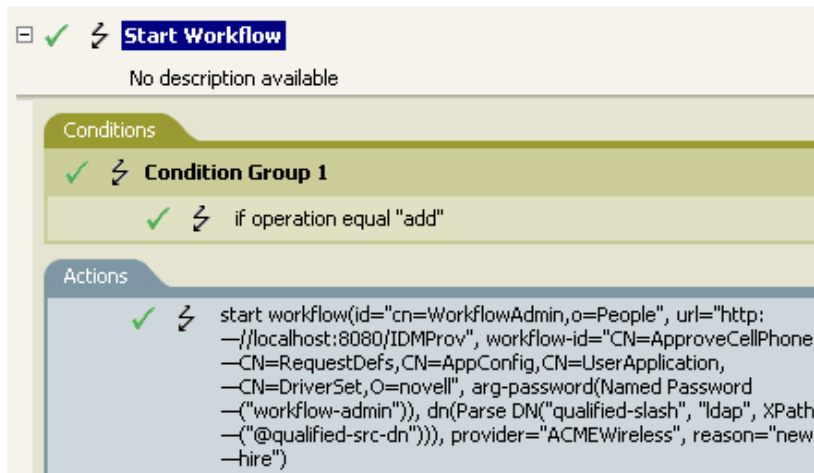 Start Workflow
No description available
Conditions
Condition Group 1
if operation equal "add"
Actions
start workflow(id="cn=WorkflowAdmin,o=People", url="http:
—//localhost:8080/IDMProv", workflow-id="CN=ApproveCellPhone
—CN=RequestDefs,CN=AppConfig,CN=UserApplication,
—CN=DriverSet,O=novell", arg-password(Named Password
—("workflow-admin")), dn(Parse DN("qualified-slash", "ldap", XPath
—("@qualified-src-dn"))), provider="ACMEWireless", reason="new
—hire")